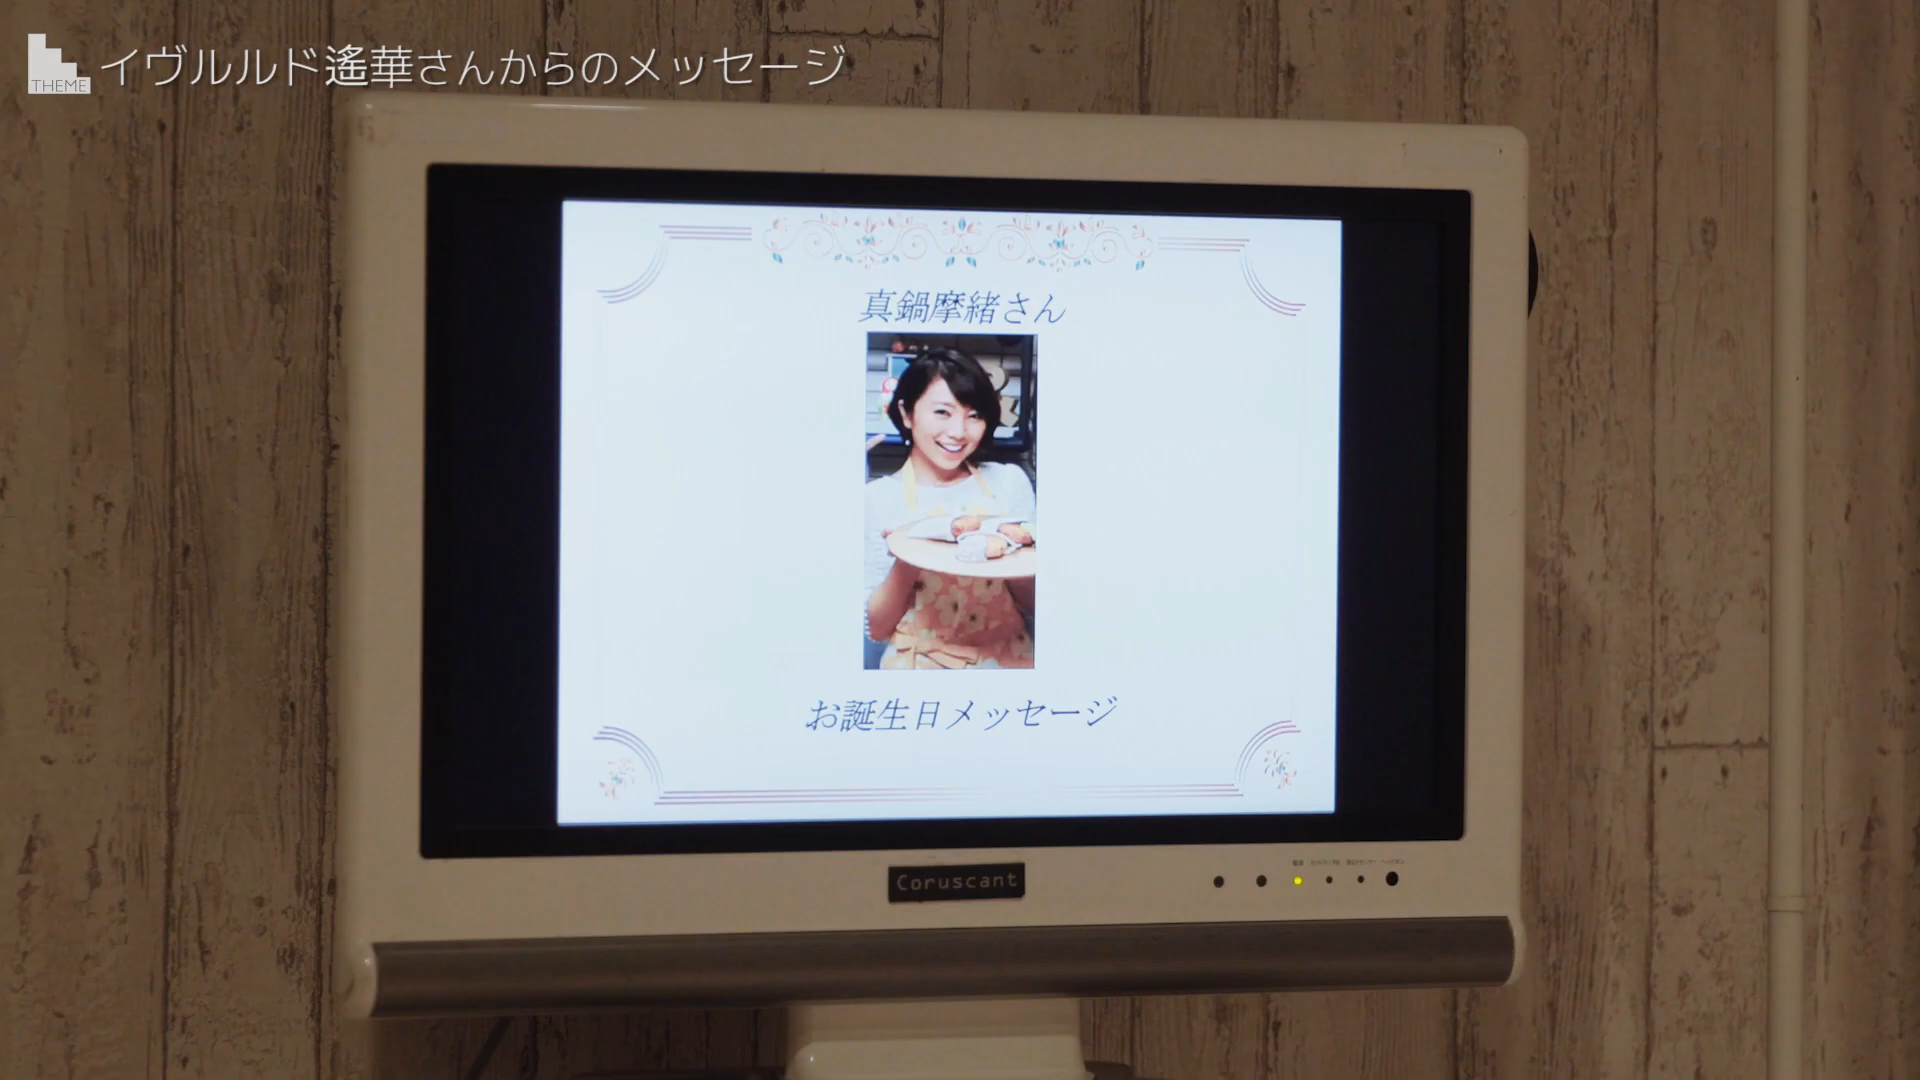 THEME
イヴルルド遙華さんからのメッセージ
真鍋摩緒さん
お誕生日メッセージ
Coruscant